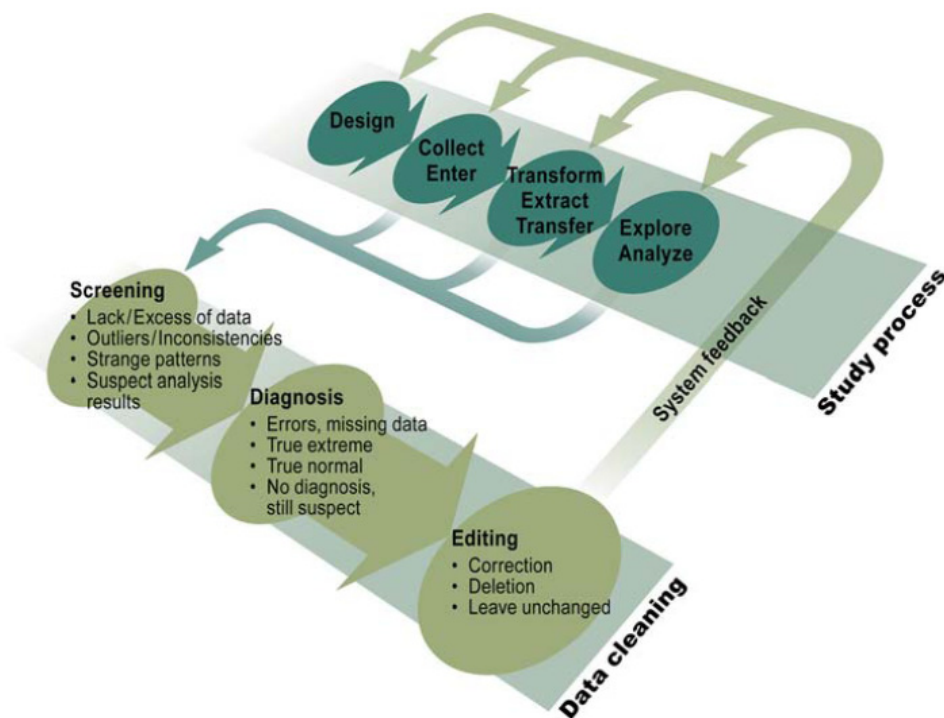 Design
Collect
Enter
Transform
Extract
Transfer
Explore
Analyze
Study process
System feedback
Screening
• Lack/Excess of data
• Outliers/Inconsistencies
• Strange patterns
• Suspect analysis
results
Diagnosis
• Errors, missing data
• True extreme
• True normal
• No diagnosis,
still suspect
Editing
• Correction
• Deletion
• Leave unchanged
Data cleaning